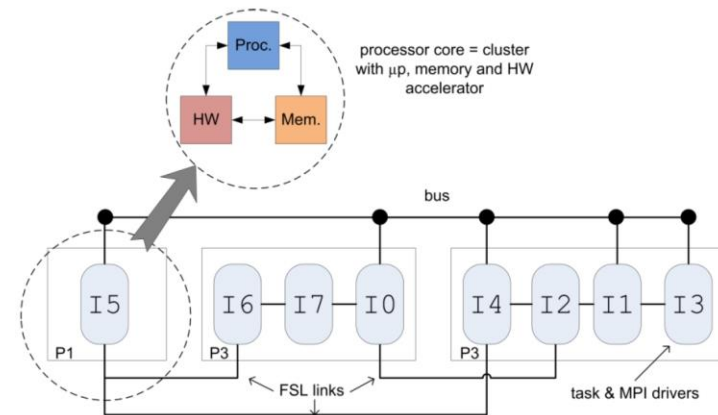 Proc.
HW
Mem.
processor core = cluster
with μp, memory and HW
accelerator
bus
I5
I6
I7
I0
I4
I2
I1
I3
P1
P3
P3
FSL links
task & MPI drivers